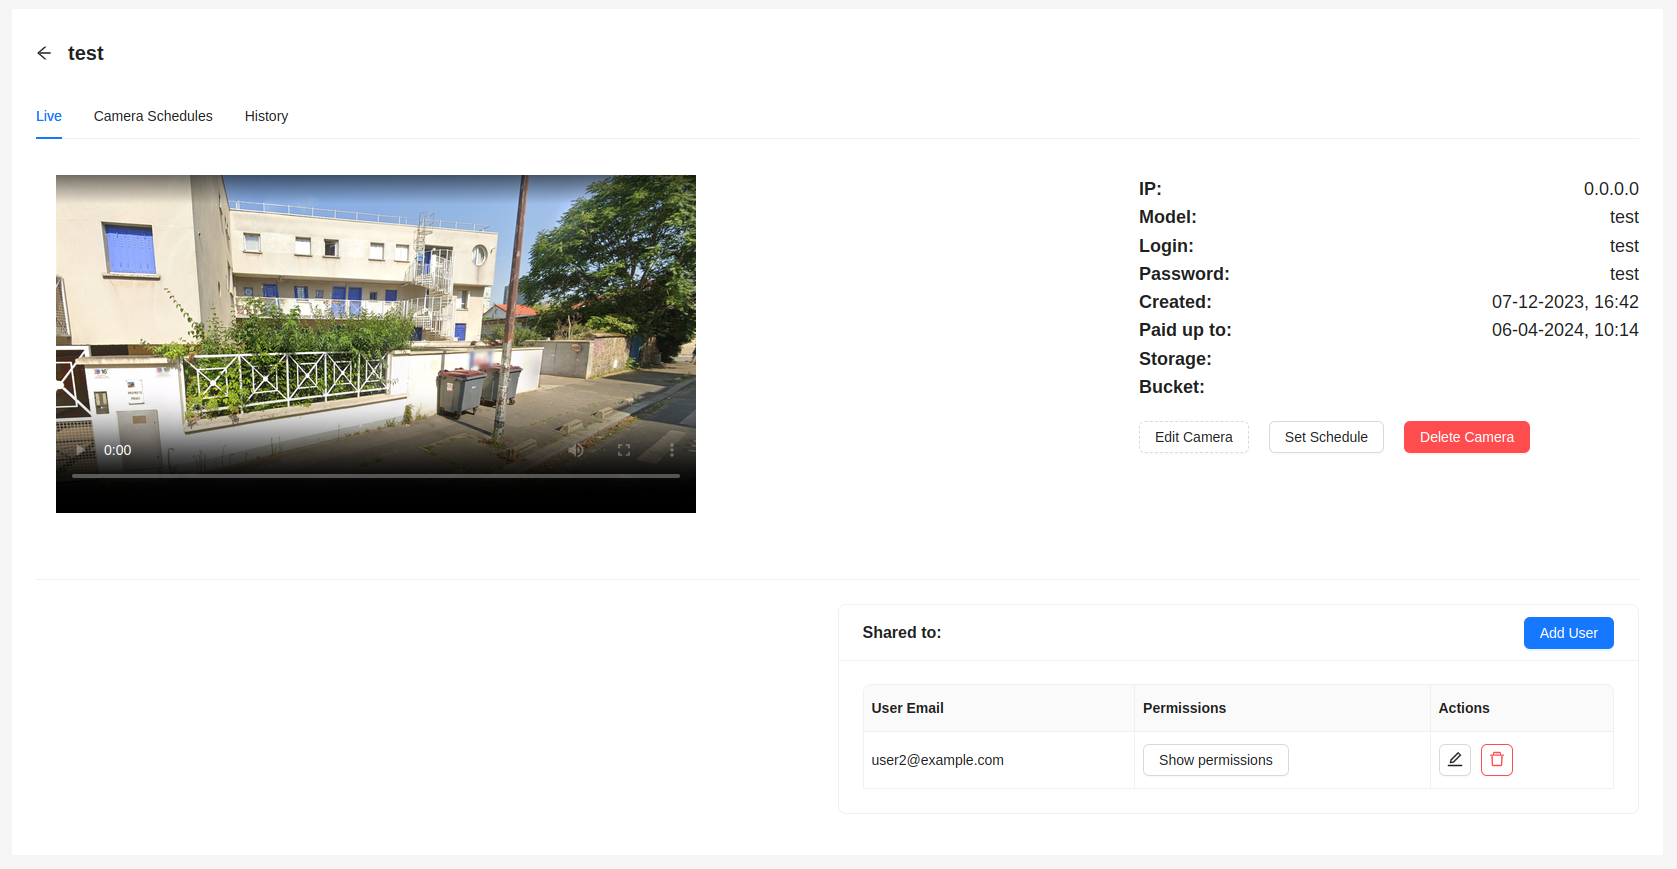 test
Live Camera Schedules History
0:00
IP: 0.0.0.0
Model: test
Login: test
Password: test
Created: 07-12-2023, 16:42
Paid up to: 06-04-2024, 10:14
Storage:
Bucket:
Edit Camera Set Schedule Delete Camera
Shared to: Add User
User Email Permissions Actions
user2@example.com Show permissions